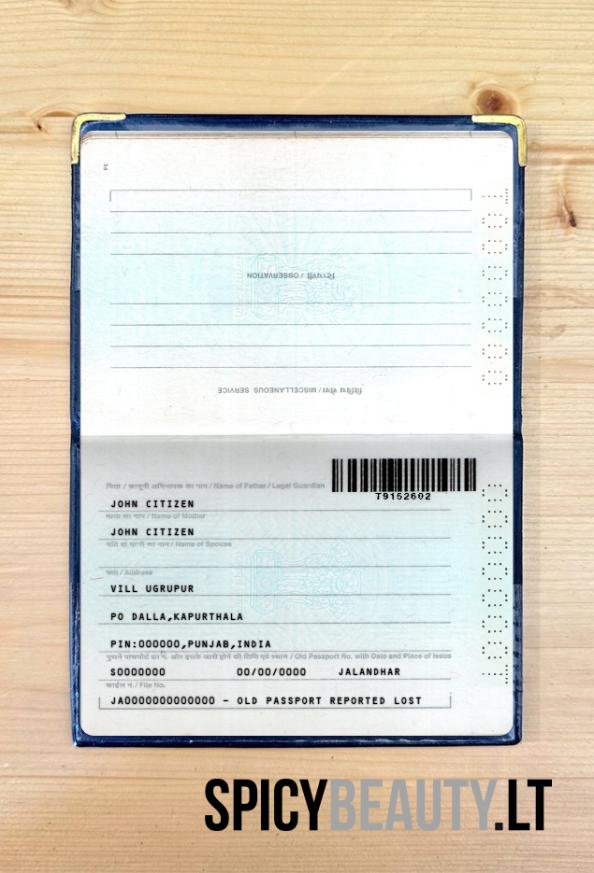 34
टिप्पणी / OBSERVATION
विविध सेवा / MISCELLANEOUS SERVICE
पिता / कानूनी अभिभावक का नाम / Name of Father / Legal Guardian
T9152602
JOHN CITIZEN
माता का नाम / Name of Mother
JOHN CITIZEN
पति या पत्नी का नाम / Name of Spouse
पता / Address
VILL UGRUPUR
PO DALLA,KAPURTHALA
PIN:000000,PUNJAB,INDIA
पुराने पासपोर्ट का नं. और इसके जारी होने की तिथि एवं स्थान / Old Passport No. with Date and Place of Issue
S0000000 00/00/0000 JALANDHAR
फाईल नं. / File No.
JA0000000000000 - OLD PASSPORT REPORTED LOST
SPICYBEAUTY.LT